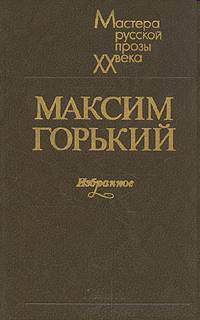 Мастера
русской
прозы
XX века
МАКСИМ
ГОРЬКИЙ
Избранное